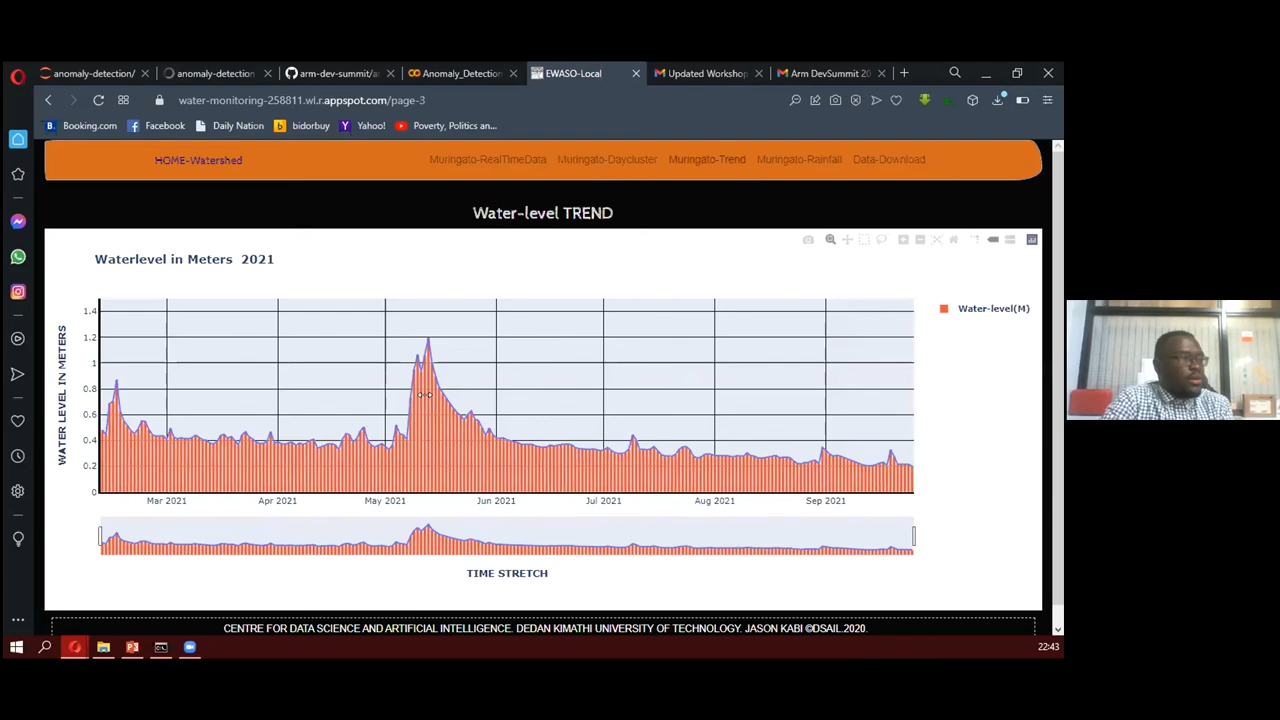 anomaly-detection/
anomaly-detection
arm-dev-summit/a
Anomaly_Detection
EWASO-Local
Updated Workshop
Arm DevSummit 20
water-monitoring-258811.wl.r.appspot.com/page-3
Booking.com
Facebook
Daily Nation
bidorbuy
Yahoo!
Poverty, Politics an...
HOME-Watershed
Muringato-RealTimeData
Muringato-Daycluster
Muringato-Trend
Muringato-Rainfall
Data-Download
Water-level TREND
Waterlevel in Meters 2021
WATER LEVEL IN METERS
1.4
1.2
1
0.8
0.6
0.4
0.2
0
Mar 2021
Apr 2021
May 2021
Jun 2021
Jul 2021
Aug 2021
Sep 2021
Water-level(M)
TIME STRETCH
CENTRE FOR DATA SCIENCE AND ARTIFICIAL INTELLIGENCE. DEDAN KIMATHI UNIVERSITY OF TECHNOLOGY. JASON KABI ©DSAIL.2020.
22:43